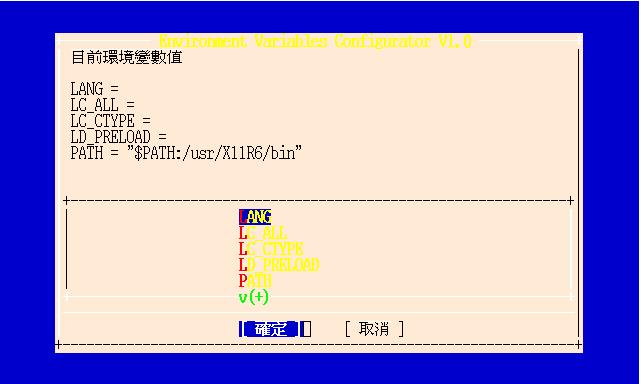 Environment Variables Configurator V1.0
目前環境變數值
LANG =
LC_ALL =
LC_CTYPE =
LD_PRELOAD =
PATH = "$PATH:/usr/X11R6/bin"
LANG
LC_ALL
LC_CTYPE
LD_PRELOAD
PATH
v(+)
[ 確定 ] [ 取消 ]